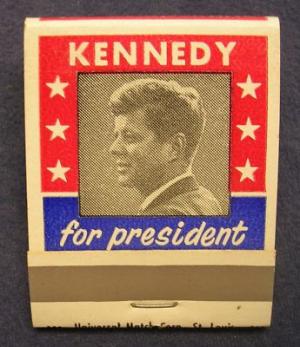 KENNEDY
for president
Universal Match Corp., St. Louis